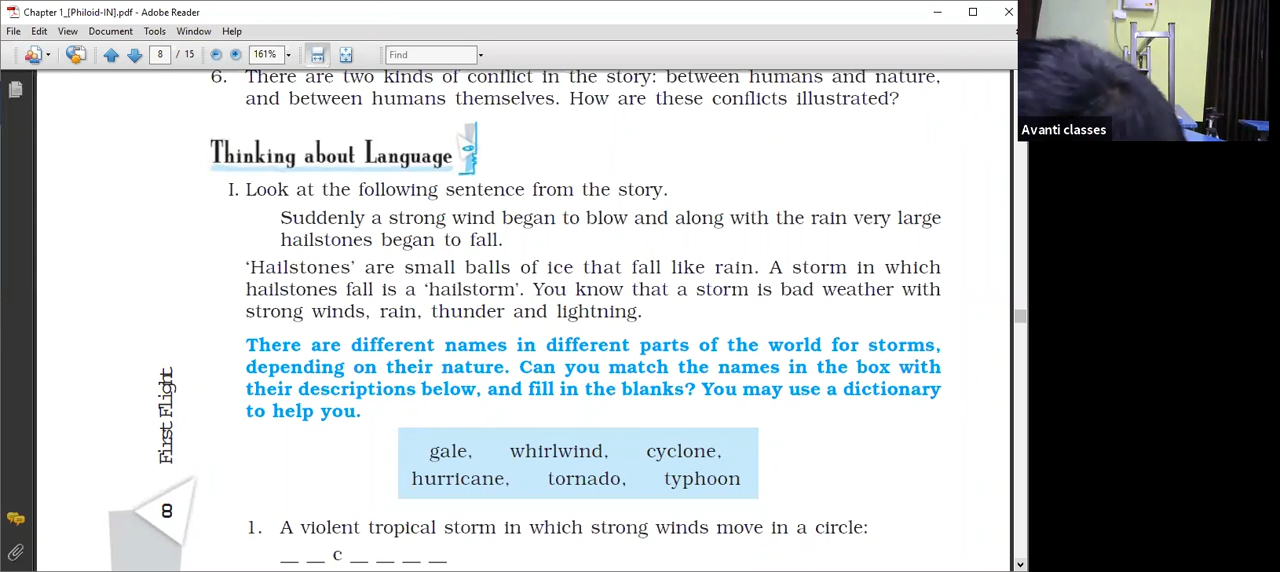 Chapter 1_[Philoid-IN].pdf - Adobe Reader
File Edit View Document Tools Window Help
8 / 15 161% Find
6. There are two kinds of conflict in the story: between humans and nature,
and between humans themselves. How are these conflicts illustrated?
Avanti classes
Thinking about Language
I. Look at the following sentence from the story.
Suddenly a strong wind began to blow and along with the rain very large
hailstones began to fall.
‘Hailstones’ are small balls of ice that fall like rain. A storm in which
hailstones fall is a ‘hailstorm’. You know that a storm is bad weather with
strong winds, rain, thunder and lightning.
There are different names in different parts of the world for storms,
depending on their nature. Can you match the names in the box with
their descriptions below, and fill in the blanks? You may use a dictionary
to help you.
First Flight
gale, whirlwind, cyclone,
hurricane, tornado, typhoon
8
1. A violent tropical storm in which strong winds move in a circle:
__ __ c __ __ __ __